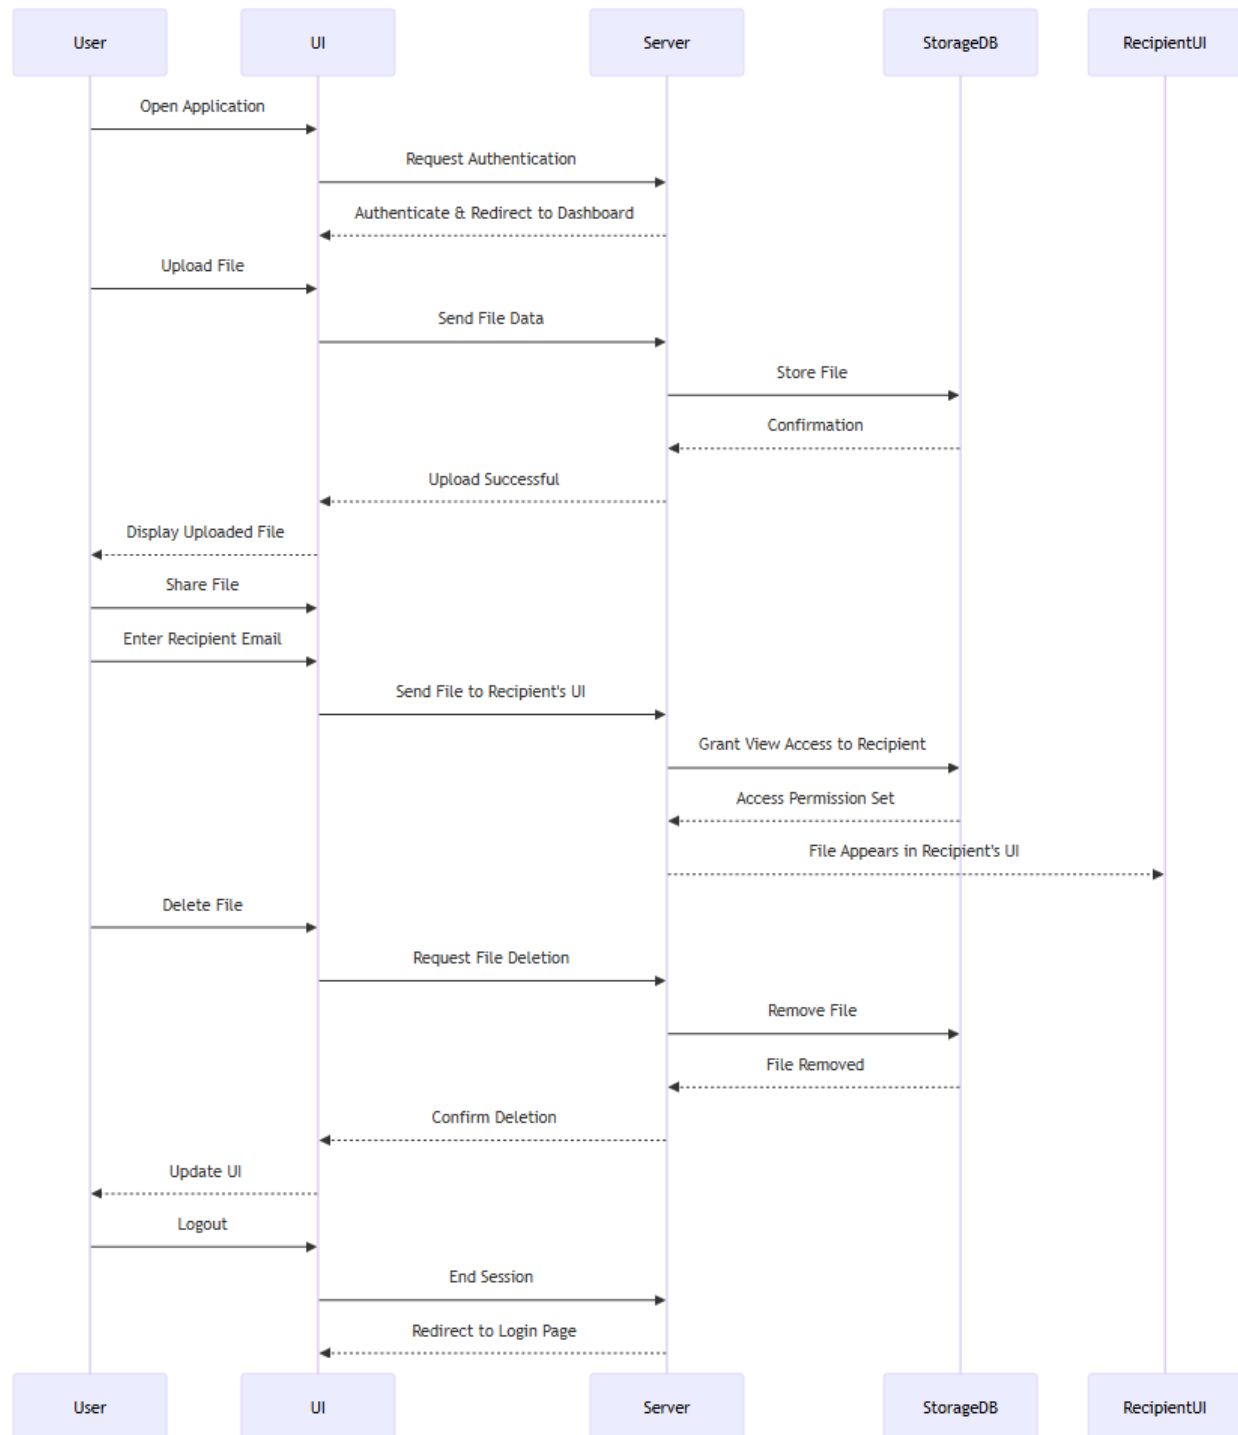 User
UI
Server
StorageDB
RecipientUI
Open Application
Request Authentication
Authenticate & Redirect to Dashboard
Upload File
Send File Data
Store File
Confirmation
Upload Successful
Display Uploaded File
Share File
Enter Recipient Email
Send File to Recipient's UI
Grant View Access to Recipient
Access Permission Set
File Appears in Recipient's UI
Delete File
Request File Deletion
Remove File
File Removed
Confirm Deletion
Update UI
Logout
End Session
Redirect to Login Page
User
UI
Server
StorageDB
RecipientUI